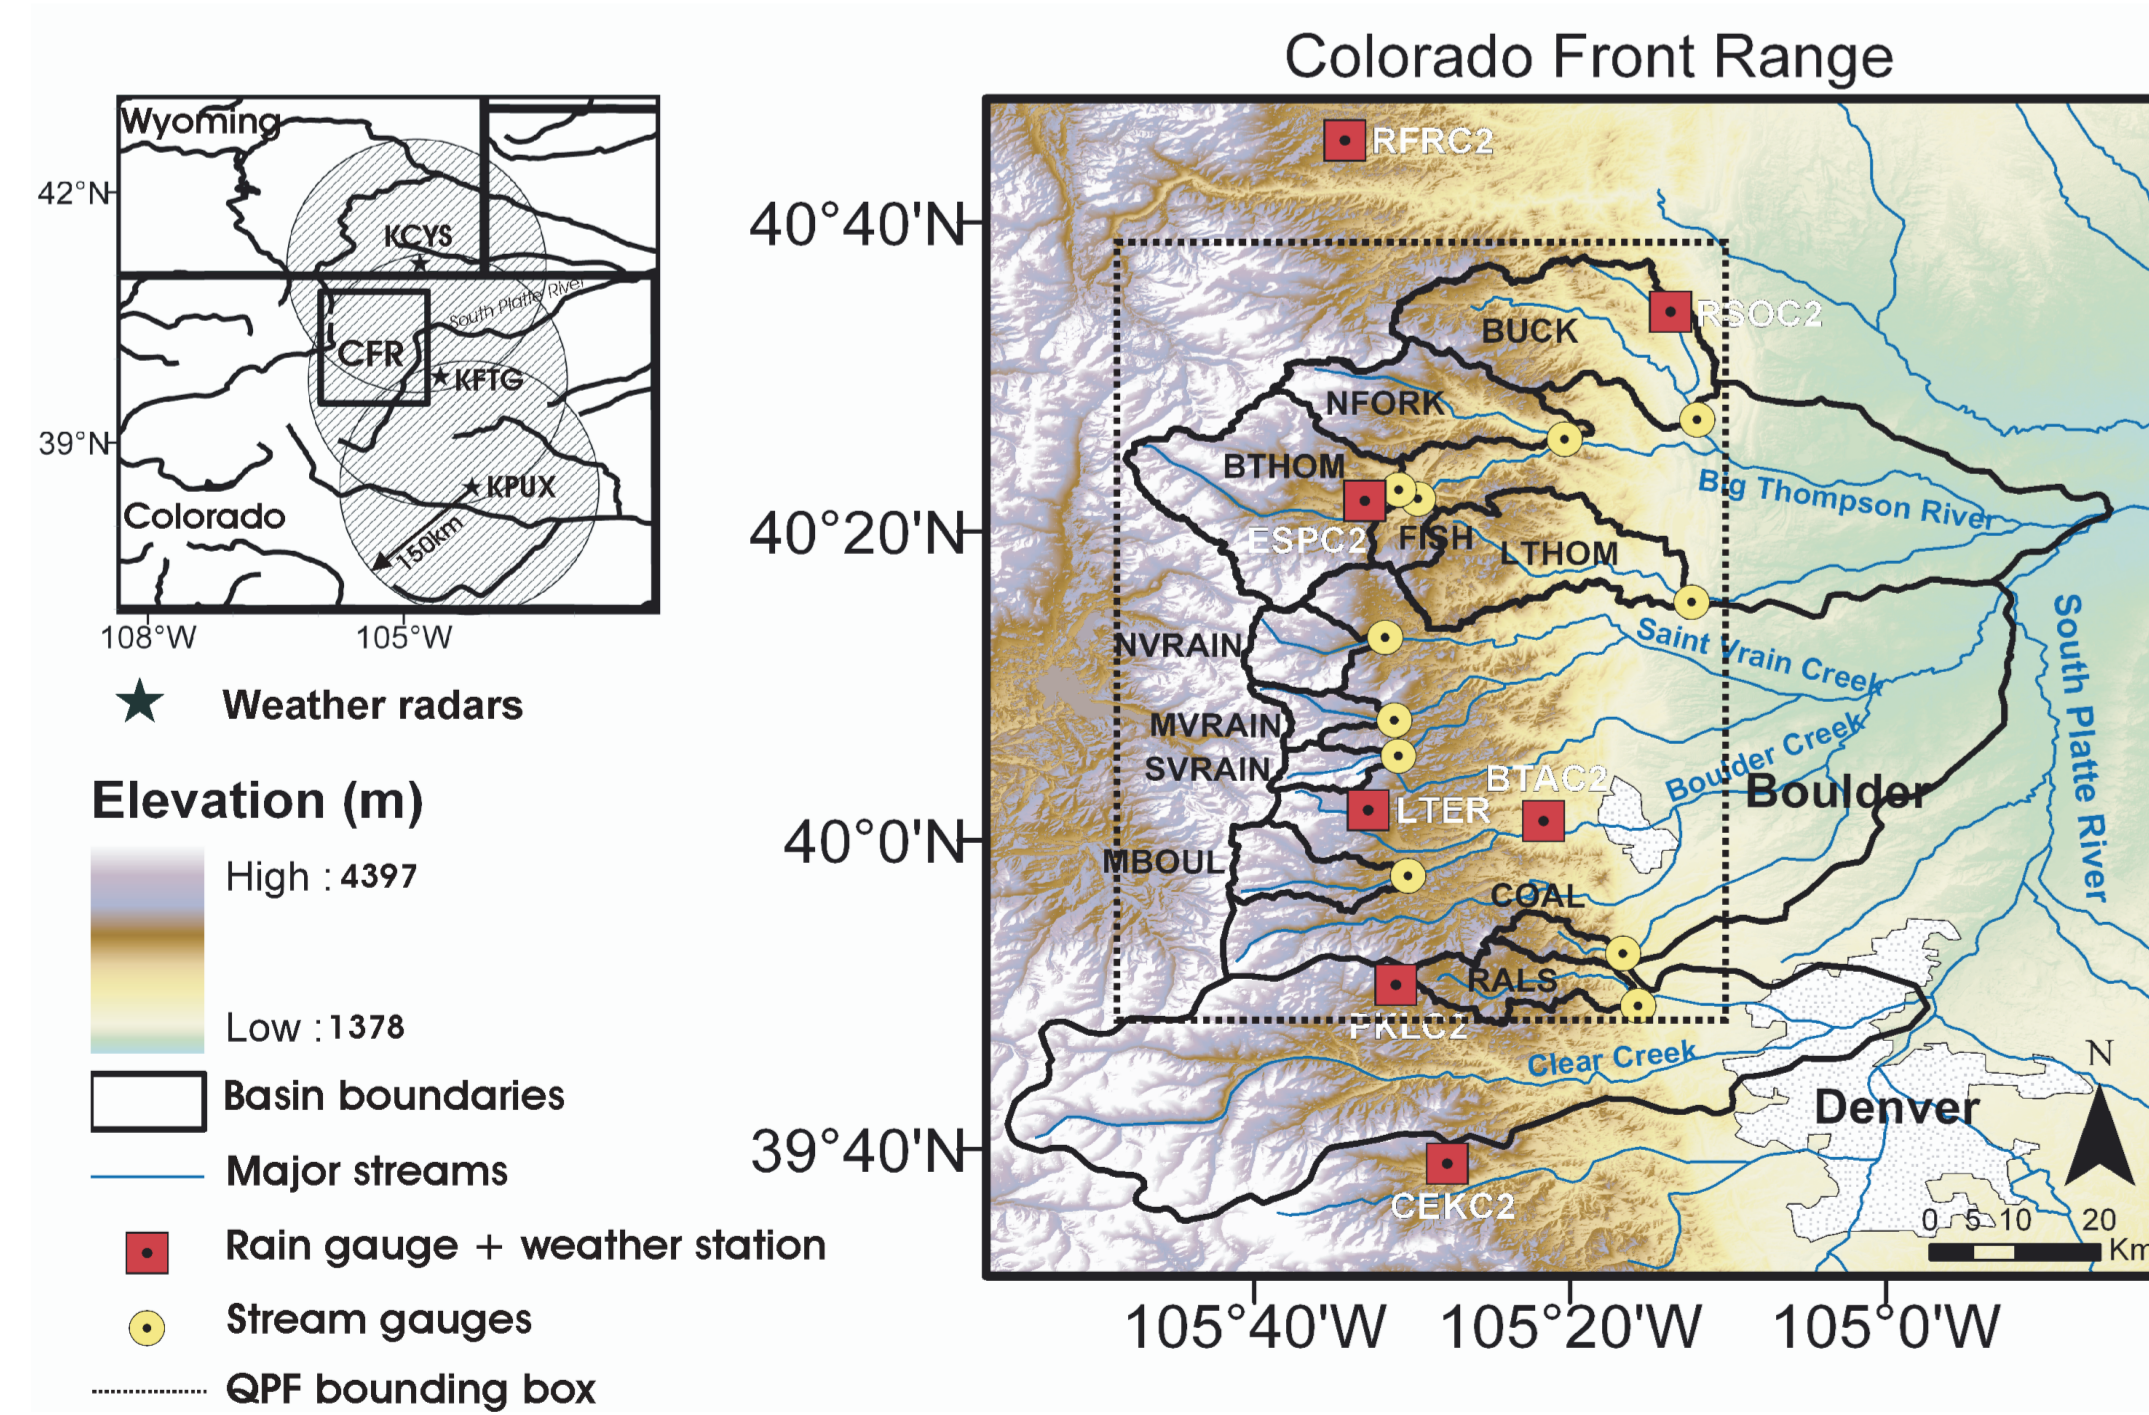 Colorado Front Range
Wyoming
42°N
KCYS
South Platte River
CFR
KFTG
39°N
KPUX
Colorado
150km
108°W
105°W
Weather radars
Elevation (m)
High : 4397
Low : 1378
Basin boundaries
Major streams
Rain gauge + weather station
Stream gauges
QPF bounding box
40°40'N
40°20'N
40°0'N
39°40'N
105°40'W
105°20'W
105°0'W
RFRC2
RSOC2
BUCK
NFORK
BTHOM
Big Thompson River
ESPC2
FISH
LTHOM
NVRAIN
Saint Vrain Creek
South Platte River
MVRAIN
SVRAIN
BTAC2
Boulder Creek
Boulder
LTER
MBOUL
COAL
RALS
PKLC2
Clear Creek
Denver
CEKC2
N
0 5 10 20
Km